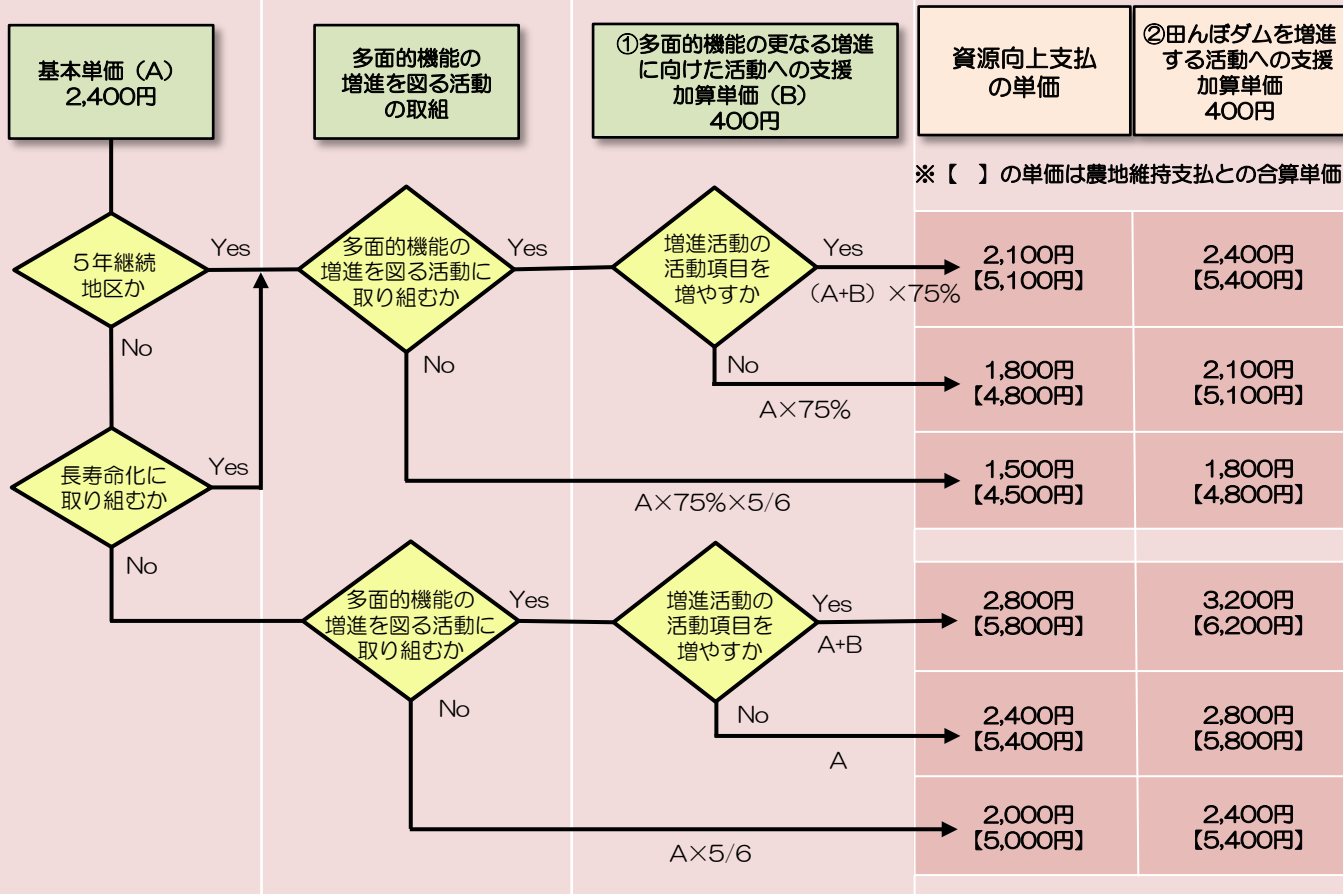 基本単価（A）
2,400円
多面的機能の
増進を図る活動
の取組
①多面的機能の更なる増進
に向けた活動への支援
加算単価（B）
400円
資源向上支払
の単価
②田んぼダムを増進
する活動への支援
加算単価
400円
※【　】の単価は農地維持支払との合算単価
５年継続
地区か
Yes
No
多面的機能の
増進を図る活動に
取り組むか
Yes
No
増進活動の
活動項目を
増やすか
Yes
（A+B）×75%
No
A×75%
2,100円
【5,100円】
2,400円
【5,400円】
1,800円
【4,800円】
2,100円
【5,100円】
長寿命化に
取り組むか
Yes
No
A×75%×5/6
1,500円
【4,500円】
1,800円
【4,800円】
多面的機能の
増進を図る活動に
取り組むか
Yes
No
増進活動の
活動項目を
増やすか
Yes
A+B
No
A
2,800円
【5,800円】
3,200円
【6,200円】
2,400円
【5,400円】
2,800円
【5,800円】
A×5/6
2,000円
【5,000円】
2,400円
【5,400円】